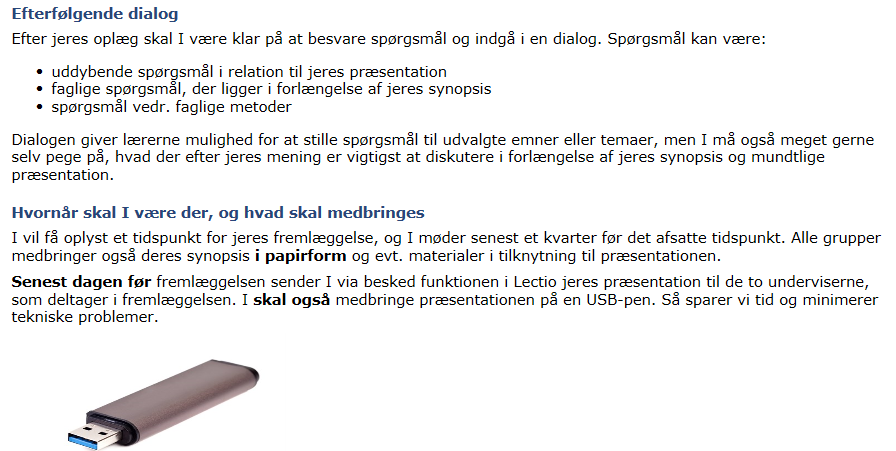 Efterfølgende dialog
Efter jeres oplæg skal I være klar på at besvare spørgsmål og indgå i en dialog. Spørgsmål kan være:
• uddybende spørgsmål i relation til jeres præsentation
• faglige spørgsmål, der ligger i forlængelse af jeres synopsis
• spørgsmål vedr. faglige metoder
Dialogen giver lærerne mulighed for at stille spørgsmål til udvalgte emner eller temaer, men I må også meget gerne
selv pege på, hvad der efter jeres mening er vigtigst at diskutere i forlængelse af jeres synopsis og mundtlige
præsentation.
Hvornår skal I være der, og hvad skal medbringes
I vil få oplyst et tidspunkt for jeres fremlæggelse, og I møder senest et kvarter før det afsatte tidspunkt. Alle grupper
medbringer også deres synopsis i papirform og evt. materialer i tilknytning til præsentationen.
Senest dagen før fremlæggelsen sender I via besked funktionen i Lectio jeres præsentation til de to underviserne,
som deltager i fremlæggelsen. I skal også medbringe præsentationen på en USB-pen. Så sparer vi tid og minimerer
tekniske problemer.